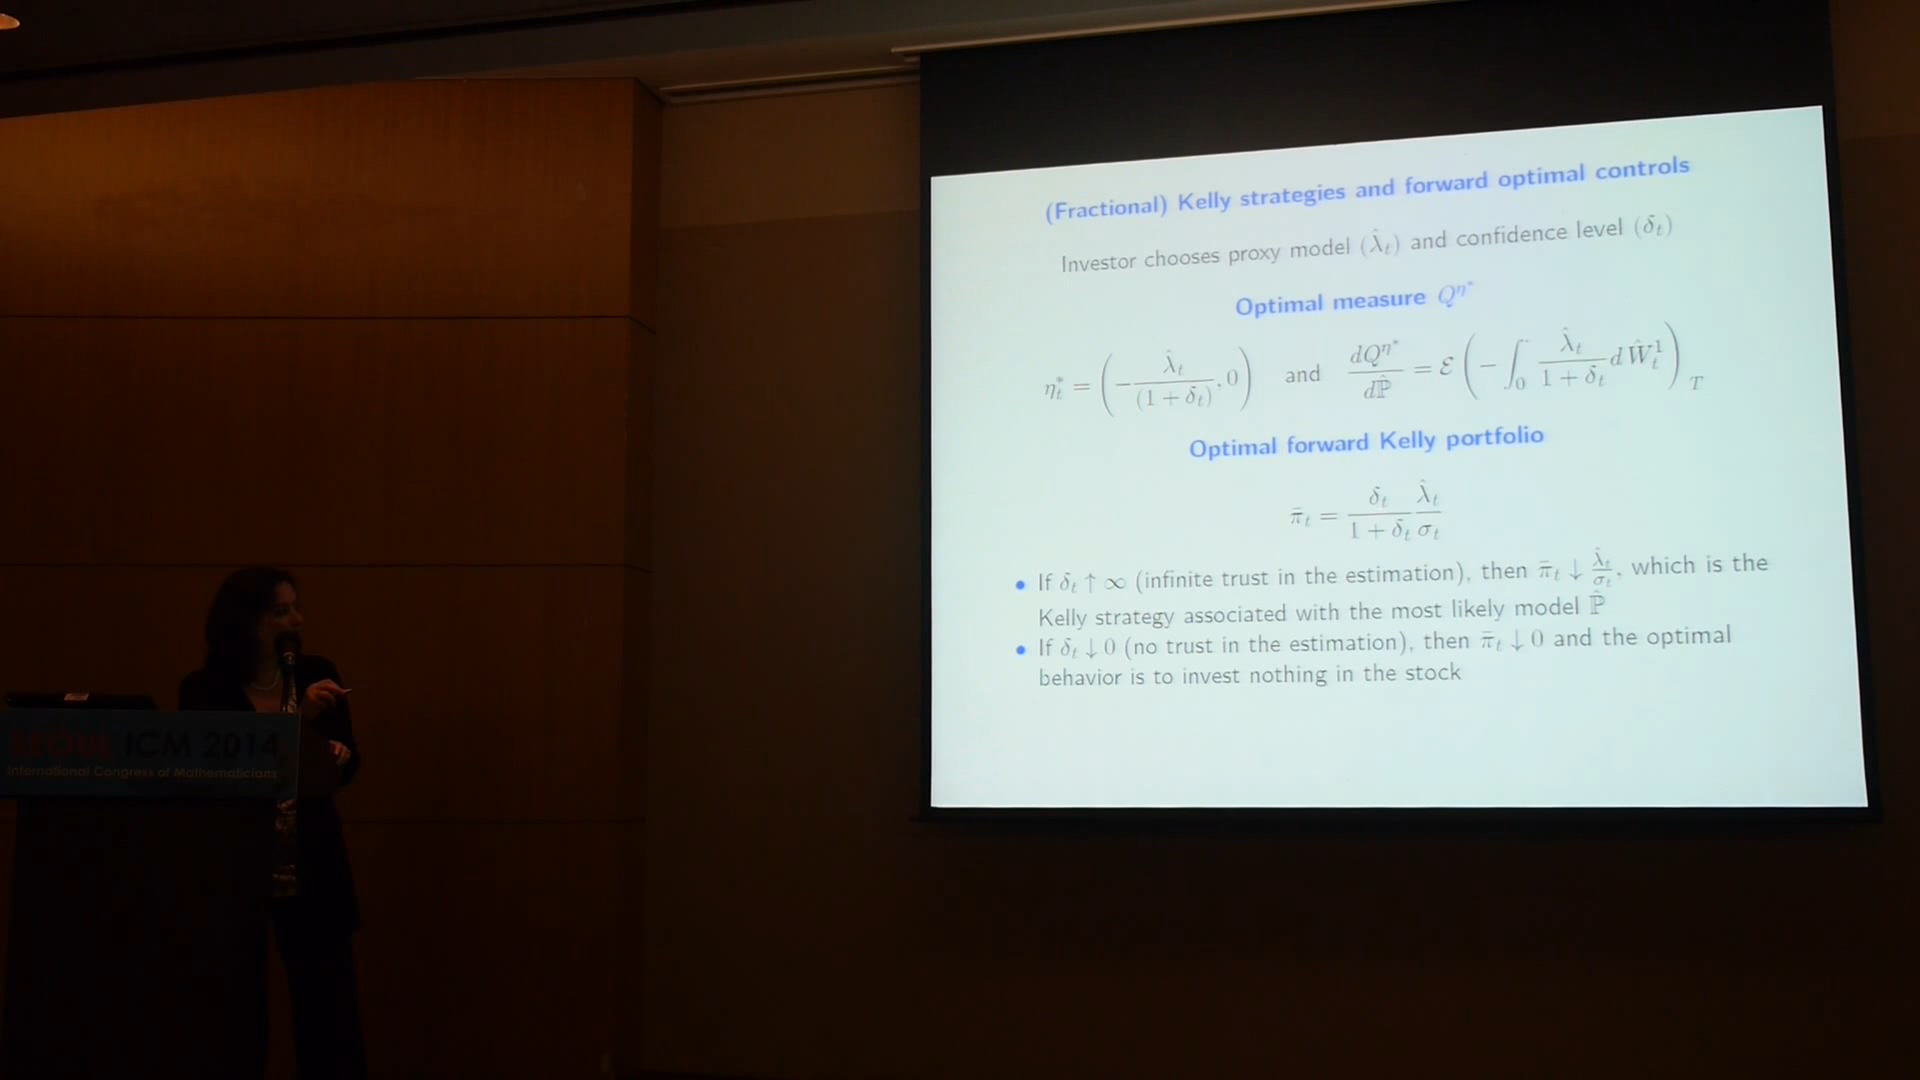 (Fractional) Kelly strategies and forward optimal controls
Investor chooses proxy model (λ̂_t) and confidence level (δ_t)
Optimal measure Q^{η*}
η*_t = (−λ̂_t/(1 + δ_t), 0) and dQ^{η*}/dℙ̂ = ℰ(−∫_0^· λ̂_t/(1 + δ_t) dŴ^1_t)_T
Optimal forward Kelly portfolio
π̄_t = δ_t/(1 + δ_t) λ̂_t/σ_t
• If δ_t ↑ ∞ (infinite trust in the estimation), then π̄_t ↓ λ̂_t/σ_t, which is the
Kelly strategy associated with the most likely model ℙ̂
• If δ_t ↓ 0 (no trust in the estimation), then π̄_t ↓ 0 and the optimal
behavior is to invest nothing in the stock
SEOUL ICM 2014
International Congress of Mathematicians